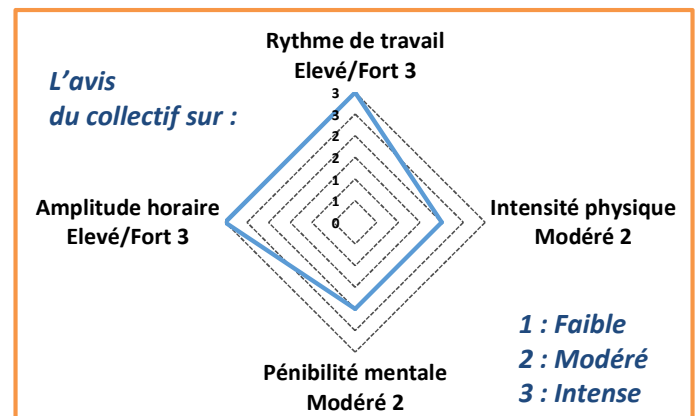 Rythme de travail
Elevé/Fort 3
L'avis
du collectif sur :
3
3
2
2
1
1
0
Amplitude horaire
Elevé/Fort 3
Intensité physique
Modéré 2
Pénibilité mentale
Modéré 2
1 : Faible
2 : Modéré
3 : Intense